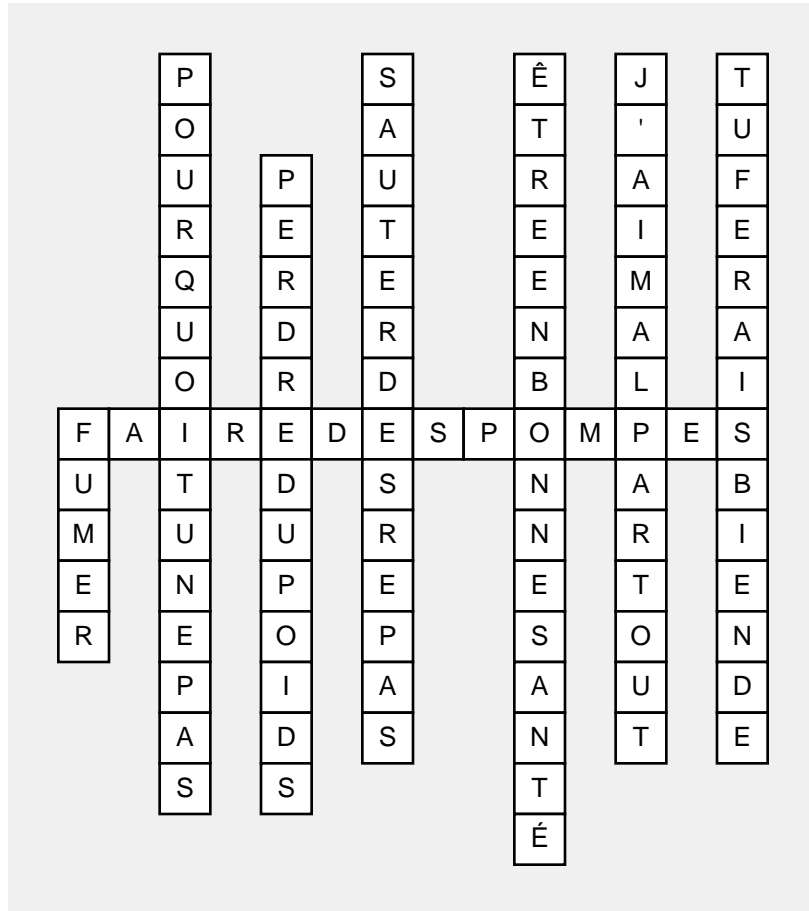 POURQUOITUNEPAS
SAUTERDESREPAS
ÊTREENBONNESANTÉ
J'AIMALPARTOUT
TUFERAISBIENDE
PERDREDUPOIDS
FAIREDESPOMPES
FUMER